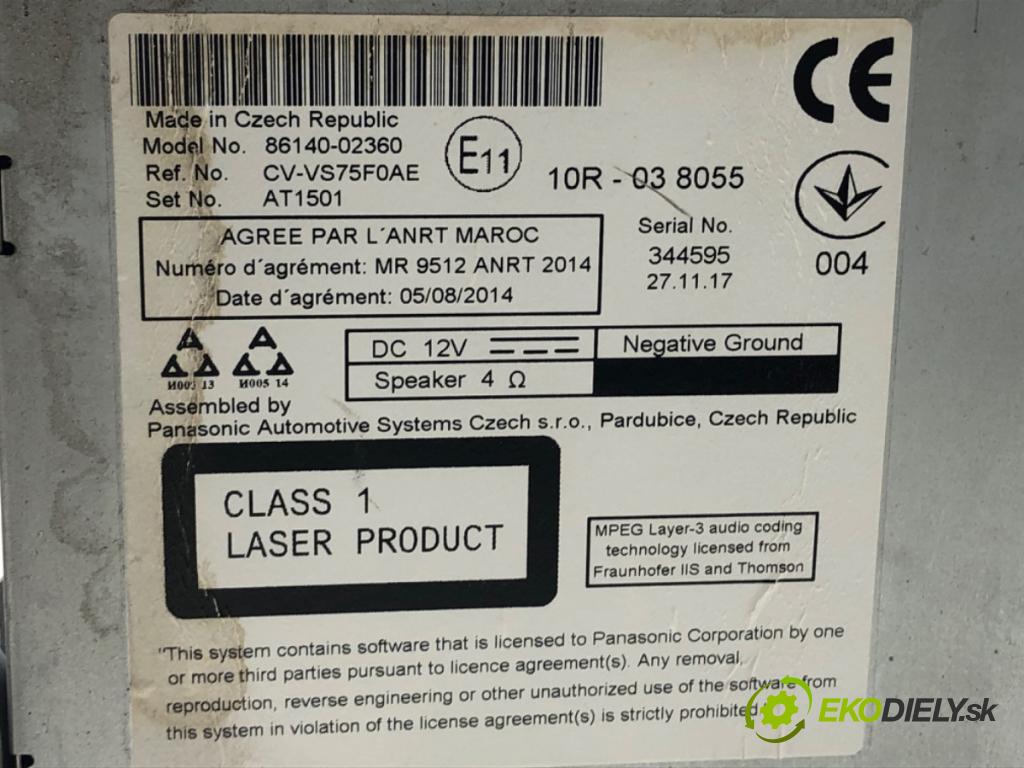 CE
Made in Czech Republic
Model No. 86140-02360
Ref. No. CV-VS75F0AE
Set No. AT1501
E11
10R - 03 8055
Serial No.
344595
27.11.17
004
AGREE PAR L´ANRT MAROC
Numéro d´agrément: MR 9512 ANRT 2014
Date d´agrément: 05/08/2014
И005 14
DC 12V
Negative Ground
Speaker 4 Ω
Assembled by
Panasonic Automotive Systems Czech s.r.o., Pardubice, Czech Republic
CLASS 1
LASER PRODUCT
MPEG Layer-3 audio coding
technology licensed from
Fraunhofer IIS and Thomson
"This system contains software that is licensed to Panasonic Corporation by one
or more third parties pursuant to licence agreement(s). Any removal,
reproduction, reverse engineering or other unauthorized use of the software from
this system in violation of the license agreement(s) is strictly prohibited
EKODIELY.sk